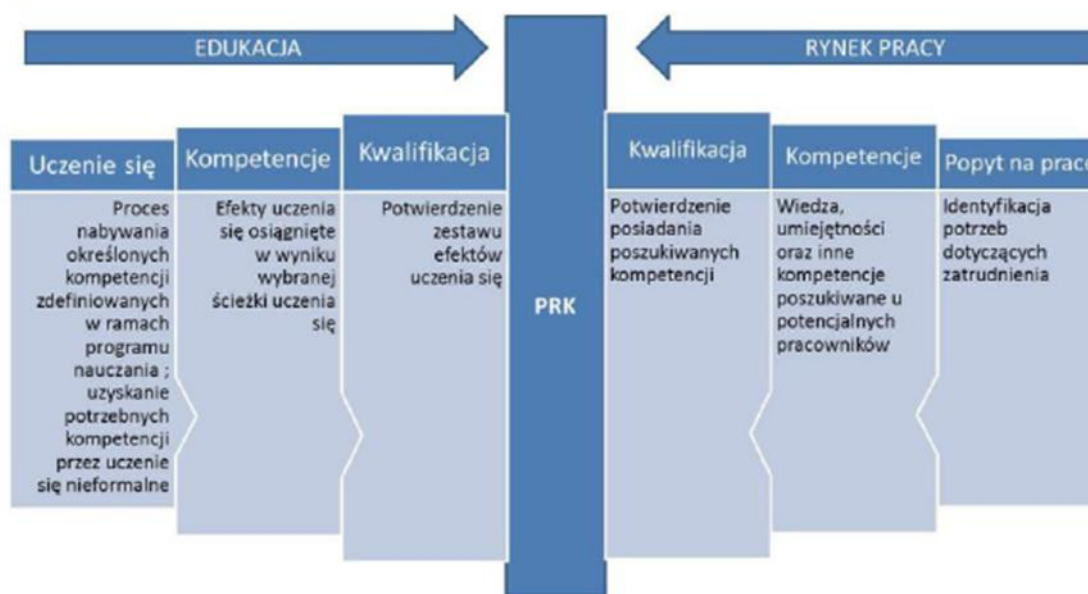 EDUKACJA
RYNEK PRACY
Uczenie się
Proces
nabywania
określonych
kompetencji
zdefiniowanych
w ramach
programu
nauczania ;
uzyskanie
potrzebnych
kompetencji
przez uczenie
się nieformalne
Kompetencje
Efekty uczenia
się osiągnięte
w wyniku
wybranej
ścieżki uczenia
się
Kwalifikacja
Potwierdzenie
zestawu
efektów
uczenia się
PRK
Kwalifikacja
Potwierdzenie
posiadania
poszukiwanych
kompetencji
Kompetencje
Wiedza,
umiejętności
oraz inne
kompetencje
poszukiwane u
potencjalnych
pracowników
Popyt na pracę
Identyfikacja
potrzeb
dotyczących
zatrudnienia